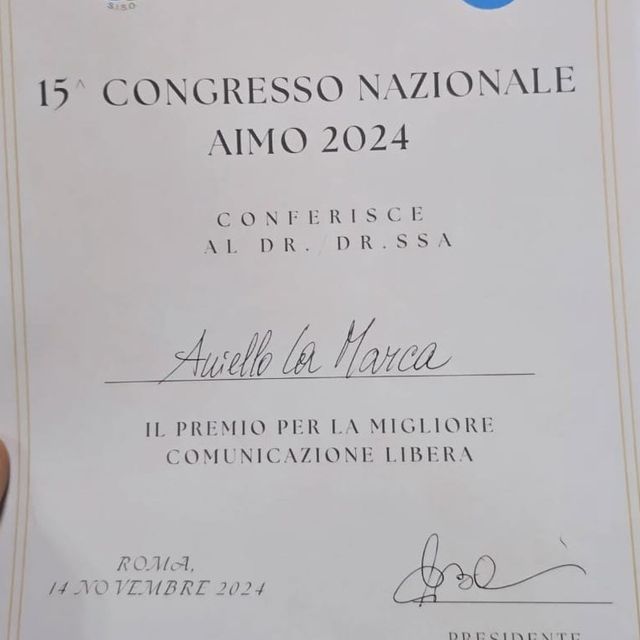 S.I.S.O.
15^ CONGRESSO NAZIONALE
AIMO 2024
CONFERISCE
AL DR. / DR.SSA
Aniello La Marca
IL PREMIO PER LA MIGLIORE
COMUNICAZIONE LIBERA
ROMA,
14 NOVEMBRE 2024
PRESIDENTE